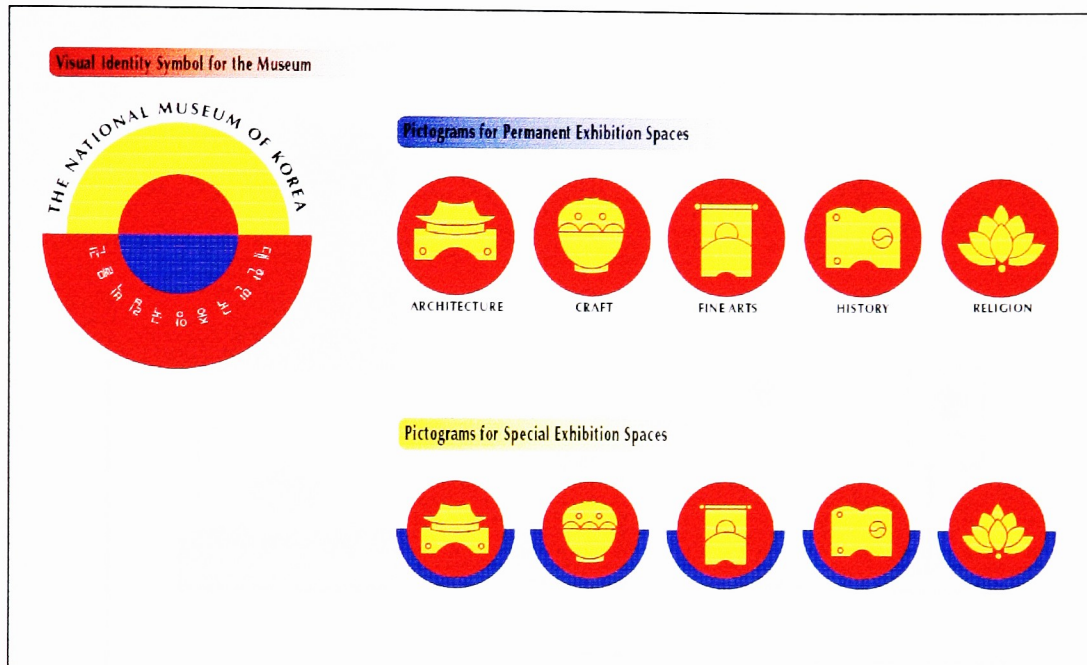 Visual Identity Symbol for the Museum
THE NATIONAL MUSEUM OF KOREA
Pictograms for Permanent Exhibition Spaces
ARCHITECTURE
CRAFT
FINE ARTS
HISTORY
RELIGION
Pictograms for Special Exhibition Spaces